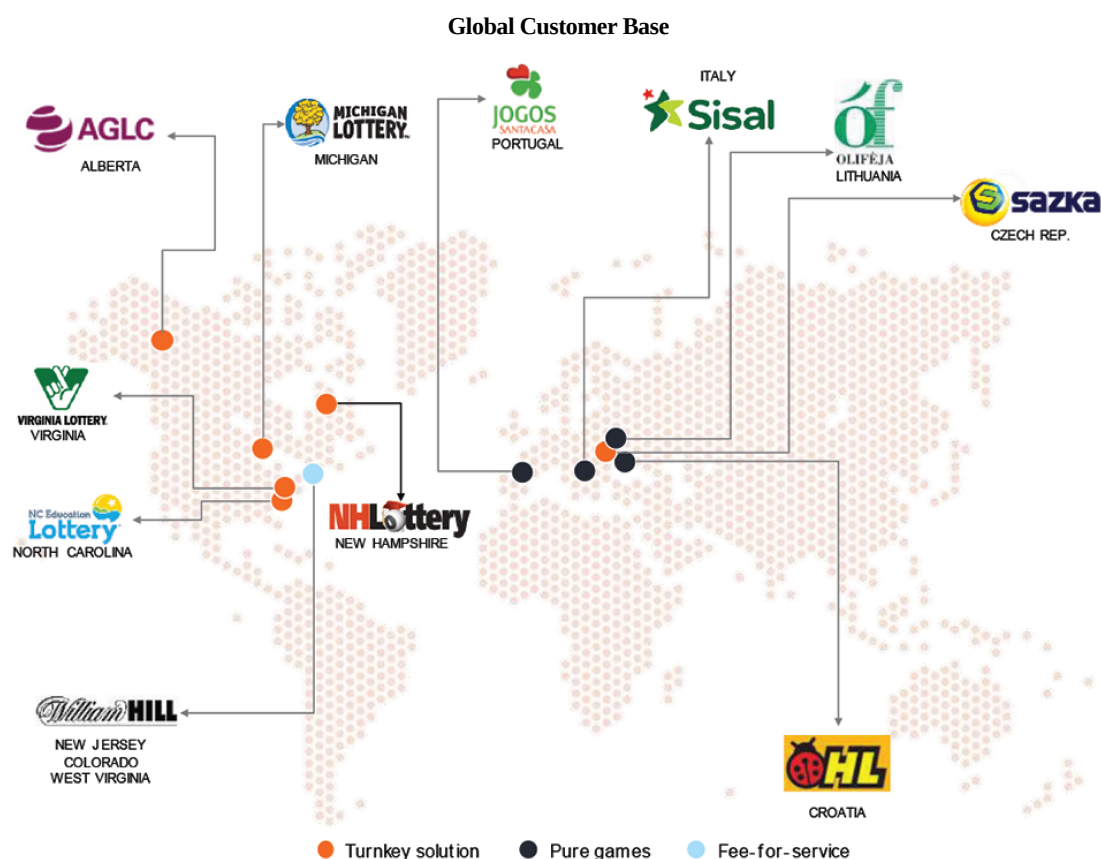 Global Customer Base
AGLC
ALBERTA
MICHIGAN
LOTTERY
MICHIGAN
JOGOS
SANTACASA
PORTUGAL
ITALY
Sisal
óf
OLIFĖJA
LITHUANIA
sazka
CZECH REP.
VIRGINIA LOTTERY
VIRGINIA
NC Education
Lottery
NORTH CAROLINA
NHLottery
NEW HAMPSHIRE
William HILL
NEW JERSEY
COLORADO
WEST VIRGINIA
HL
CROATIA
Turnkey solution
Pure games
Fee-for-service